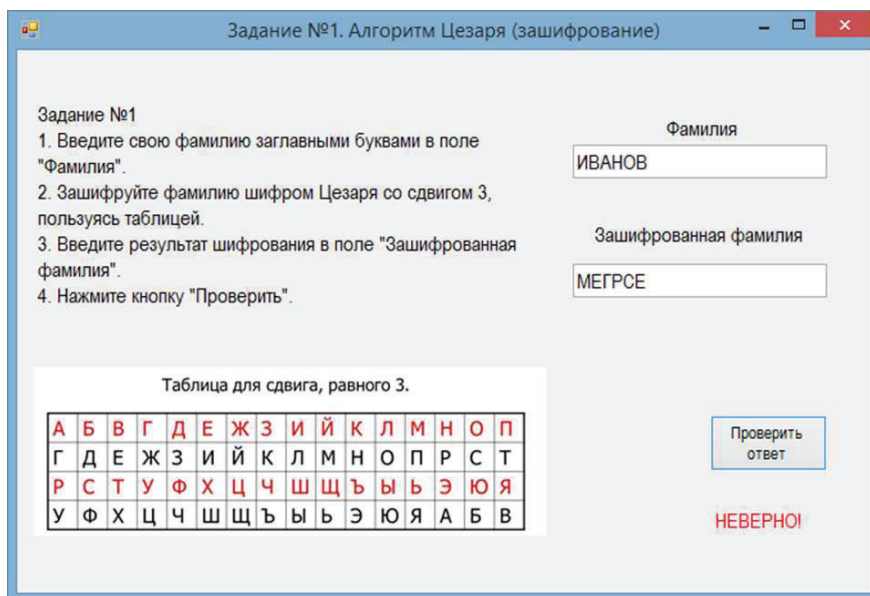 Задание №1. Алгоритм Цезаря (зашифрование)
Задание №1
1. Введите свою фамилию заглавными буквами в поле
"Фамилия".
2. Зашифруйте фамилию шифром Цезаря со сдвигом 3,
пользуясь таблицей.
3. Введите результат шифрования в поле "Зашифрованная
фамилия".
4. Нажмите кнопку "Проверить".
Фамилия
ИВАНОВ
Зашифрованная фамилия
МЕГРСЕ
Таблица для сдвига, равного 3.
А Б В Г Д Е Ж З И Й К Л М Н О П
Г Д Е Ж З И Й К Л М Н О П Р С Т
Р С Т У Ф Х Ц Ч Ш Щ Ъ Ы Ь Э Ю Я
У Ф Х Ц Ч Ш Щ Ъ Ы Ь Э Ю Я А Б В
Проверить
ответ
НЕВЕРНО!